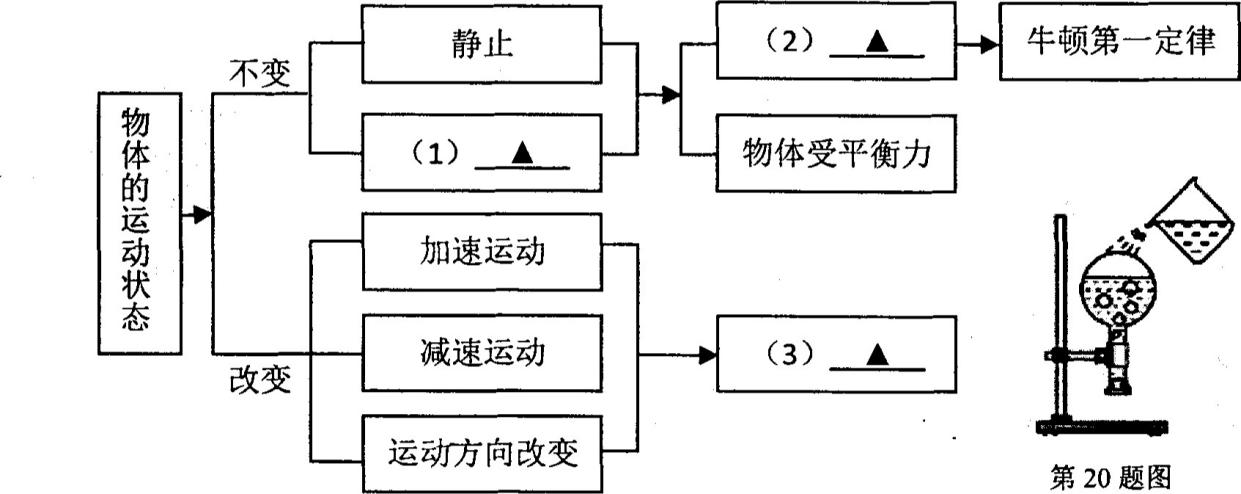 静止
(2) ▲
牛顿第一定律
不变
物体的运动状态
(1) ▲
物体受平衡力
加速运动
减速运动
(3) ▲
改变
运动方向改变
第20题图